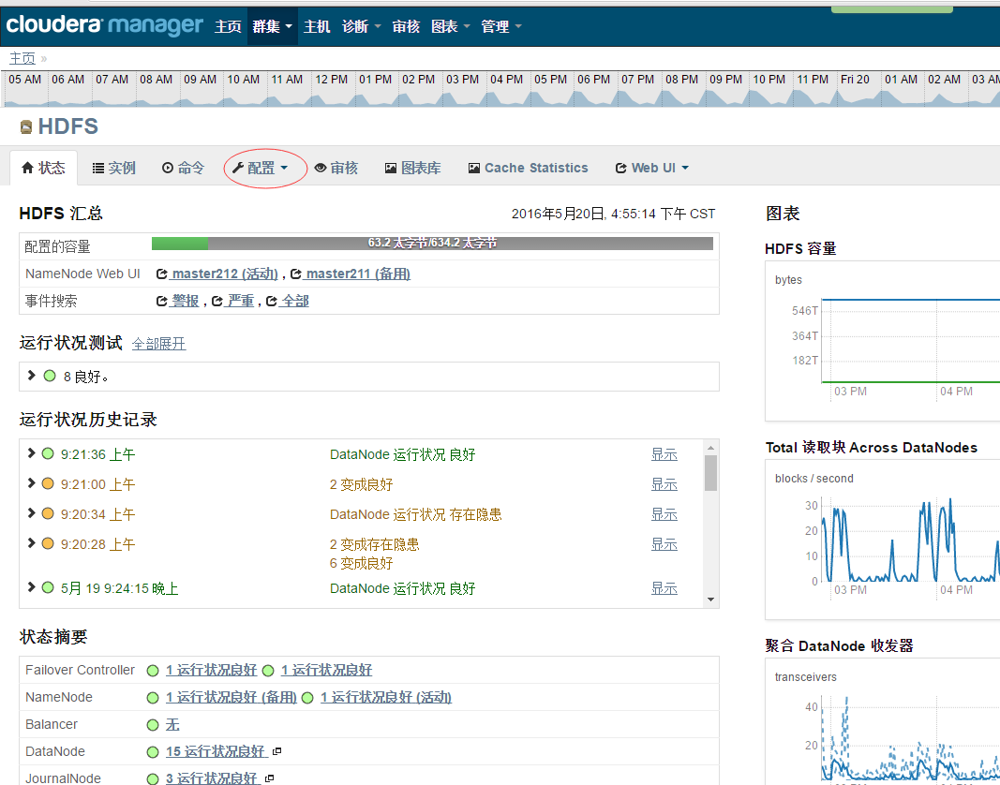 cloudera manager 主页 群集 主机 诊断 审核 图表 管理
主页 »
05 AM 06 AM 07 AM 08 AM 09 AM 10 AM 11 AM 12 PM 01 PM 02 PM 03 PM 04 PM 05 PM 06 PM 07 PM 08 PM 09 PM 10 PM 11 PM Fri 20 01 AM 02 AM 03 AM
HDFS
状态 实例 命令 配置 审核 图表库 Cache Statistics Web UI
HDFS 汇总 2016年5月20日, 4:55:14 下午 CST
配置的容量 63.2 太字节/634.2 太字节
NameNode Web UI master212 (活动) , master211 (备用)
事件搜索 警报 , 严重 , 全部
运行状况测试 全部展开
8 良好。
运行状况历史记录
9:21:36 上午 DataNode 运行状况 良好 显示
9:21:00 上午 2 变成良好 显示
9:20:34 上午 DataNode 运行状况 存在隐患 显示
9:20:28 上午 2 变成存在隐患 显示
6 变成良好
5月 19 9:24:15 晚上 DataNode 运行状况 良好 显示
状态摘要
Failover Controller 1 运行状况良好 1 运行状况良好
NameNode 1 运行状况良好 (备用) 1 运行状况良好 (活动)
Balancer 无
DataNode 15 运行状况良好
JournalNode 3 运行状况良好
图表
HDFS 容量
bytes
546T
364T
182T
03 PM 04 PM
Total 读取块 Across DataNodes
blocks / second
30
20
10
0
03 PM 04 PM
聚合 DataNode 收发器
transceivers
40
20